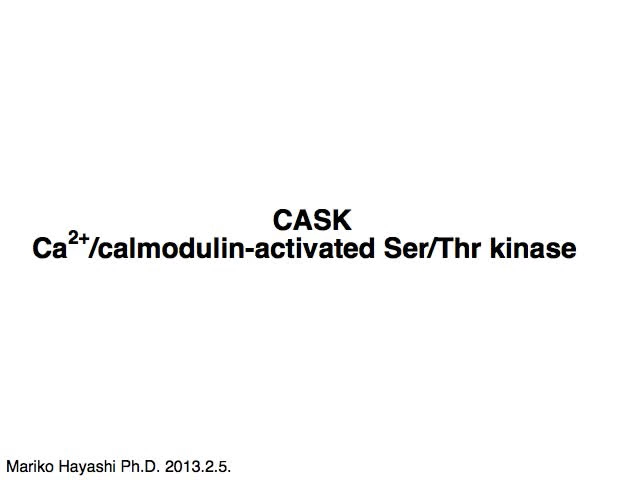 CASK
Ca²⁺/calmodulin-activated Ser/Thr kinase
Mariko Hayashi Ph.D. 2013.2.5.